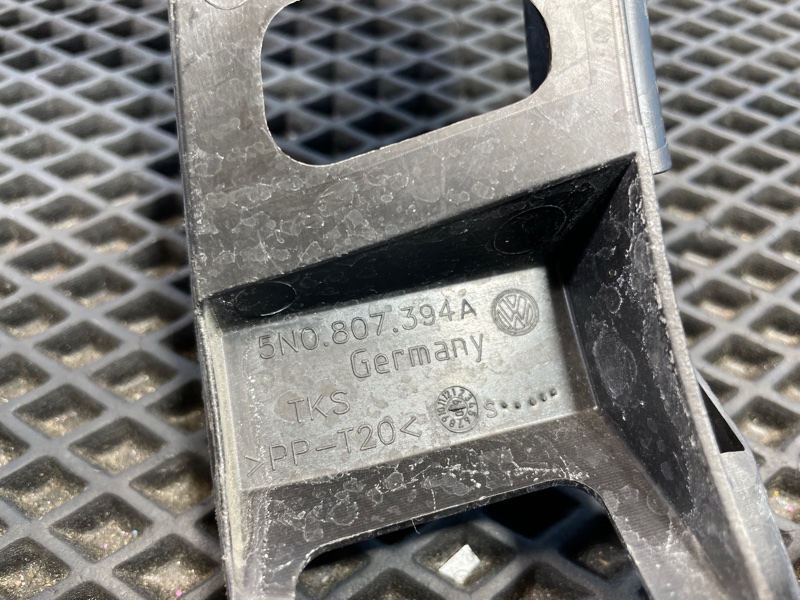 5N0.807.394A
Germany
TKS
>PP-T20<
S